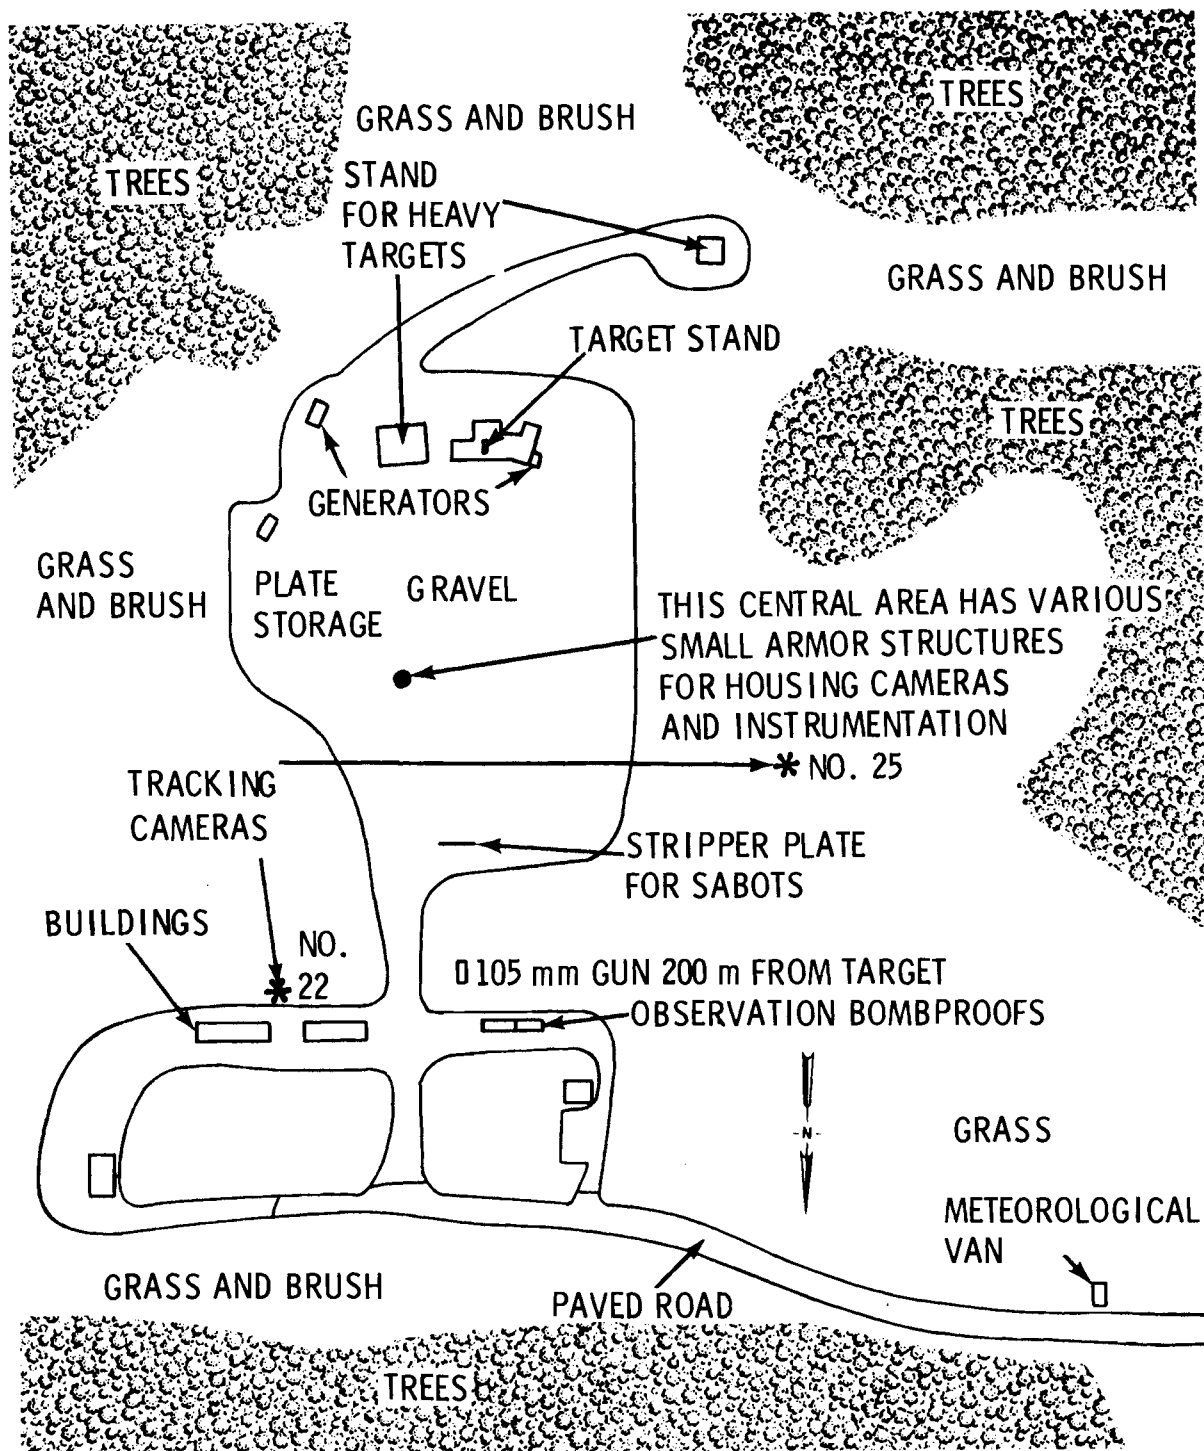 TREES
GRASS AND BRUSH
TREES
STAND
FOR HEAVY
TARGETS
GRASS AND BRUSH
TARGET STAND
TREES
GENERATORS
GRASS
AND BRUSH
PLATE
STORAGE
GRAVEL
THIS CENTRAL AREA HAS VARIOUS
SMALL ARMOR STRUCTURES
FOR HOUSING CAMERAS
AND INSTRUMENTATION
NO. 25
TRACKING
CAMERAS
STRIPPER PLATE
FOR SABOTS
BUILDINGS
NO.
22
105 mm GUN 200 m FROM TARGET
OBSERVATION BOMBPROOFS
N
GRASS
METEOROLOGICAL
VAN
GRASS AND BRUSH
PAVED ROAD
TREES